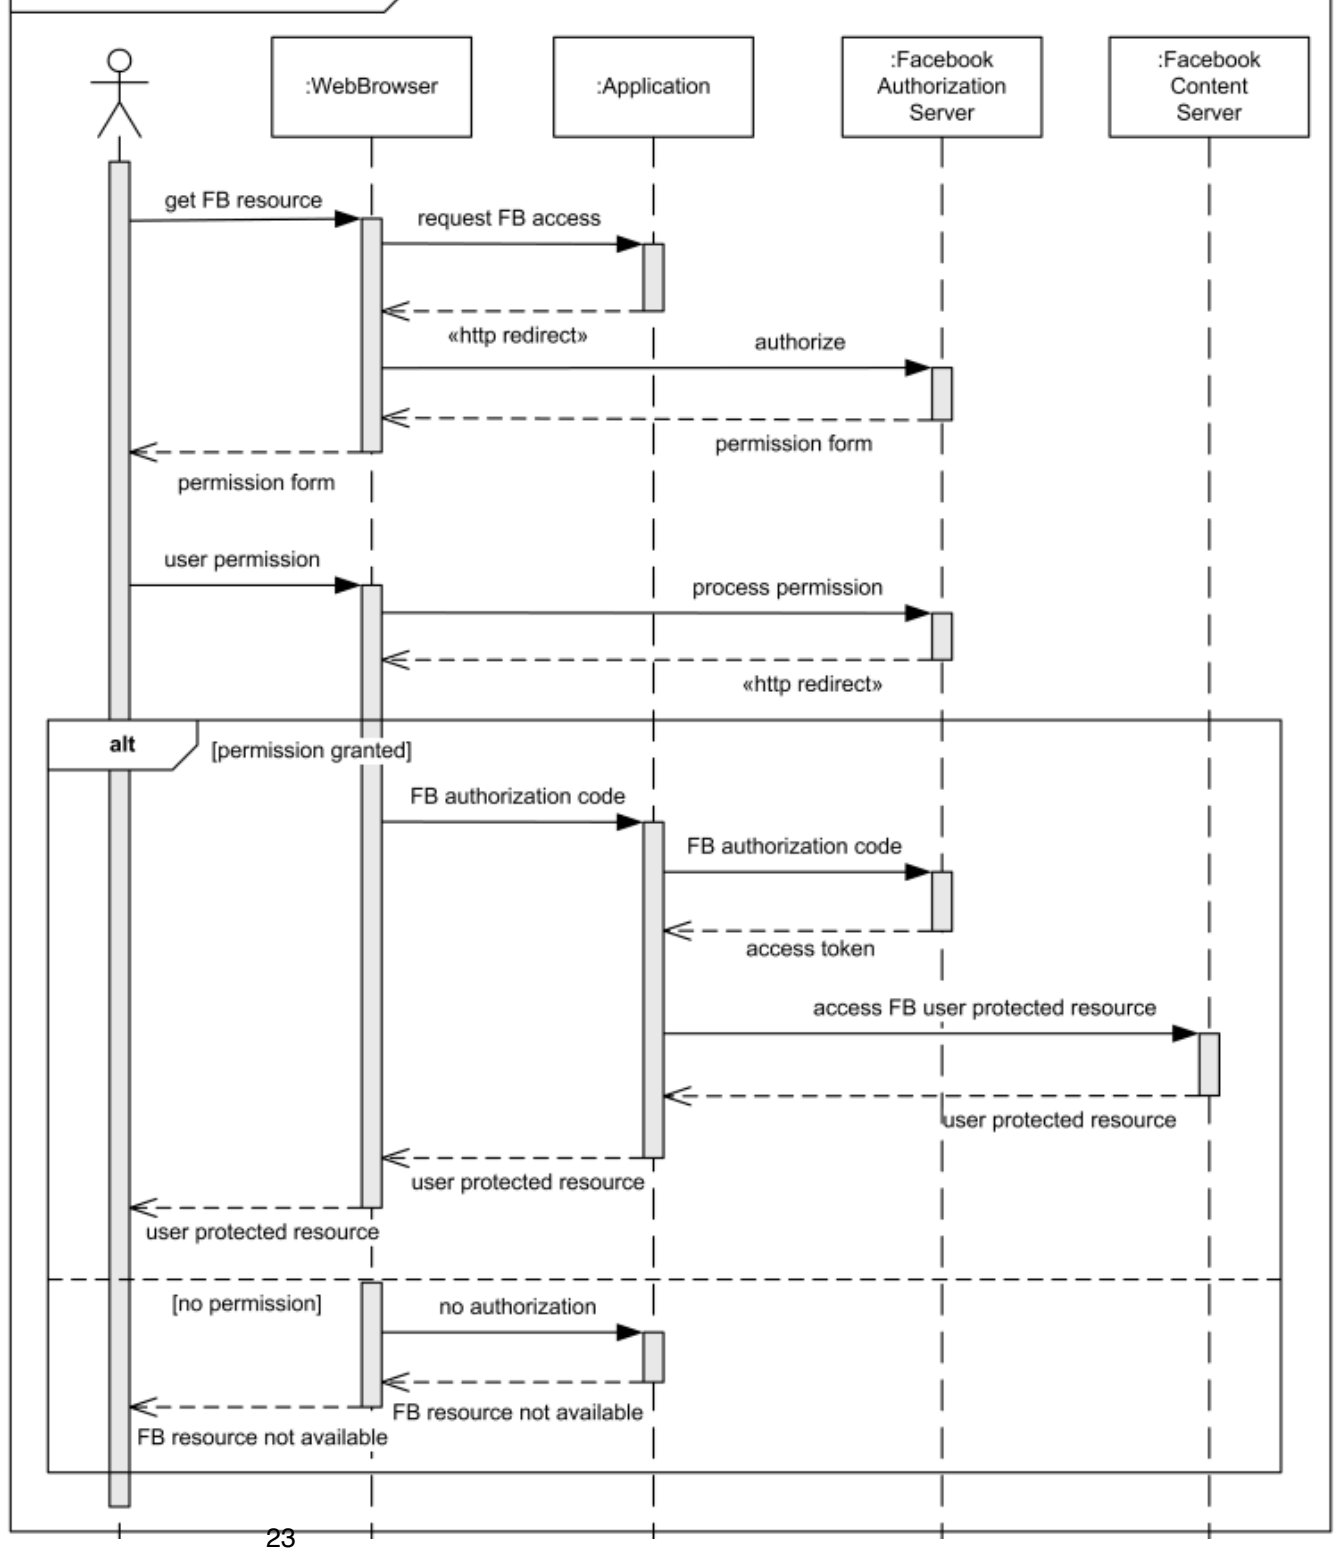 :WebBrowser
:Application
:Facebook
Authorization
Server
:Facebook
Content
Server
get FB resource
request FB access
«http redirect»
authorize
permission form
permission form
user permission
process permission
«http redirect»
alt
[permission granted]
FB authorization code
FB authorization code
access token
access FB user protected resource
user protected resource
user protected resource
user protected resource
[no permission]
no authorization
FB resource not available
FB resource not available
23